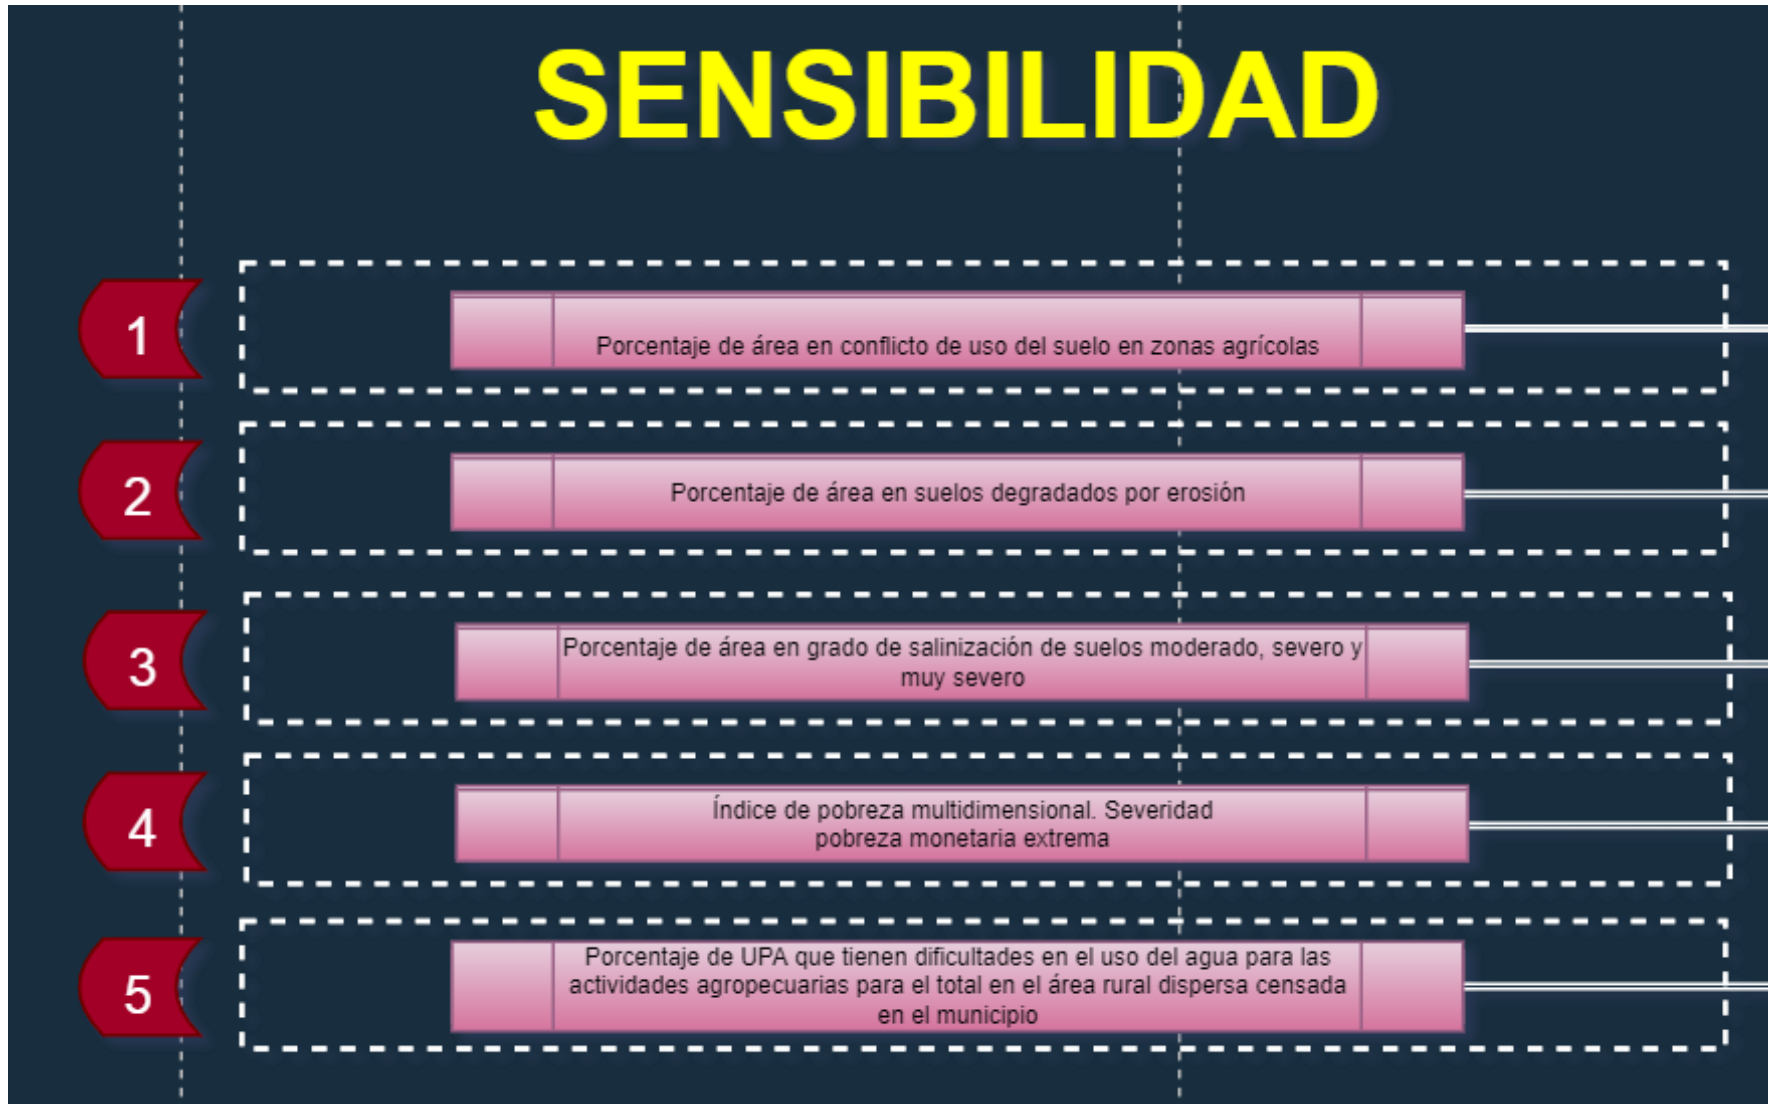 SENSIBILIDAD
1
Porcentaje de área en conflicto de uso del suelo en zonas agrícolas
2
Porcentaje de área en suelos degradados por erosión
3
Porcentaje de área en grado de salinización de suelos moderado, severo y
muy severo
4
Índice de pobreza multidimensional. Severidad
pobreza monetaria extrema
5
Porcentaje de UPA que tienen dificultades en el uso del agua para las
actividades agropecuarias para el total en el área rural dispersa censada
en el municipio